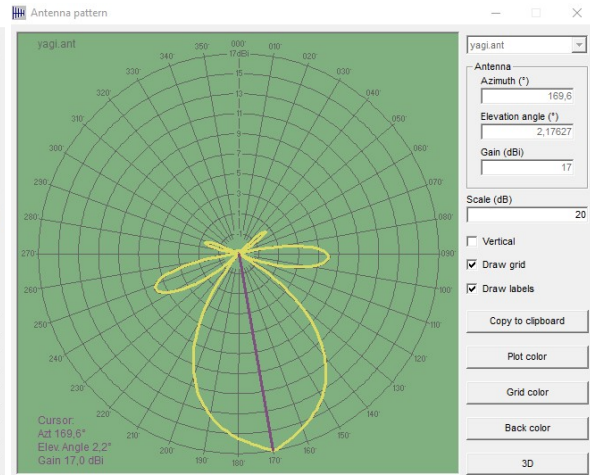 Antenna pattern
yagi.ant
yagi.ant
Antenna
Azimuth (°)
169,6
Elevation angle (°)
2,17627
Gain (dBi)
17
Scale (dB)
20
Vertical
Draw grid
Draw labels
Copy to clipboard
Plot color
Grid color
Back color
3D
000
17dBi
15
13
11
9
7
5
3
-1
010
020
030
040
050
060
070
080
090
100
110
120
130
140
150
160
170
180
190
200
210
220
230
240
250
260
270
280
290
300
310
320
330
340
350
Cursor:
Azt 169,6°
Elev. Angle 2,2°
Gain 17,0 dBi